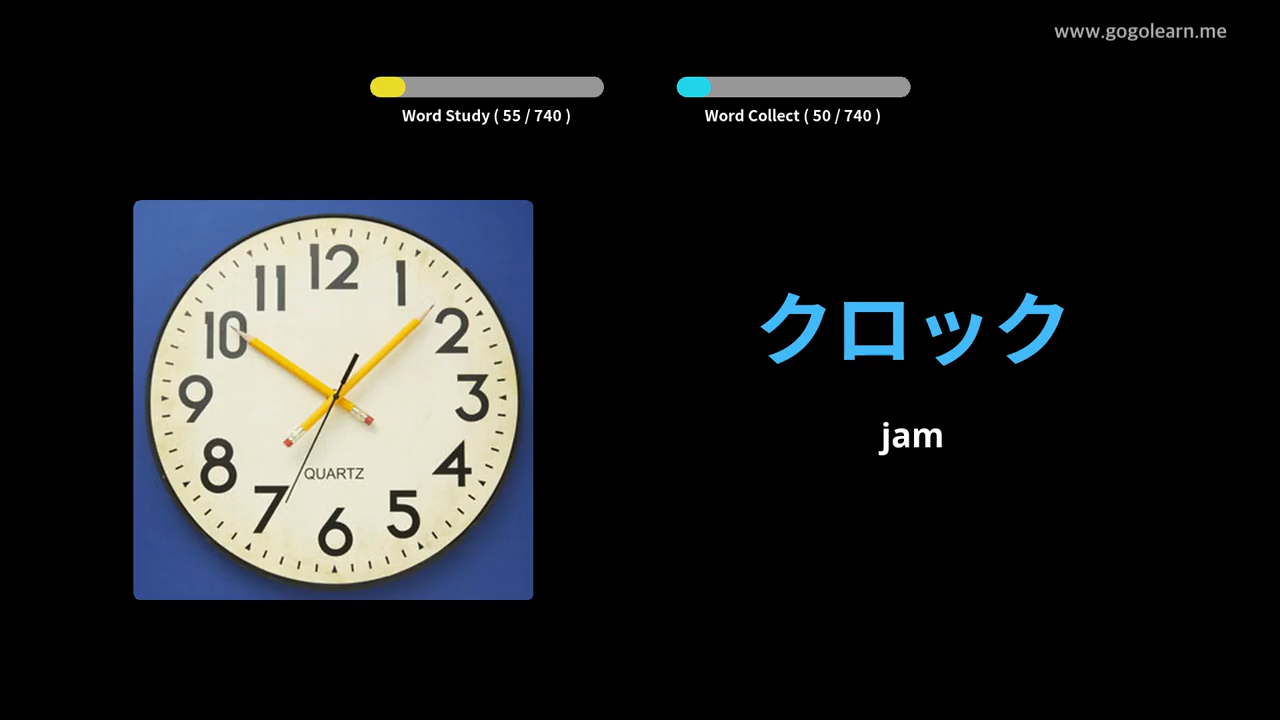 www.gogolearn.me
Word Study ( 55 / 740 )
Word Collect ( 50 / 740 )
12
11
1
10
2
9
3
8
4
7
5
6
QUARTZ
クロック
jam